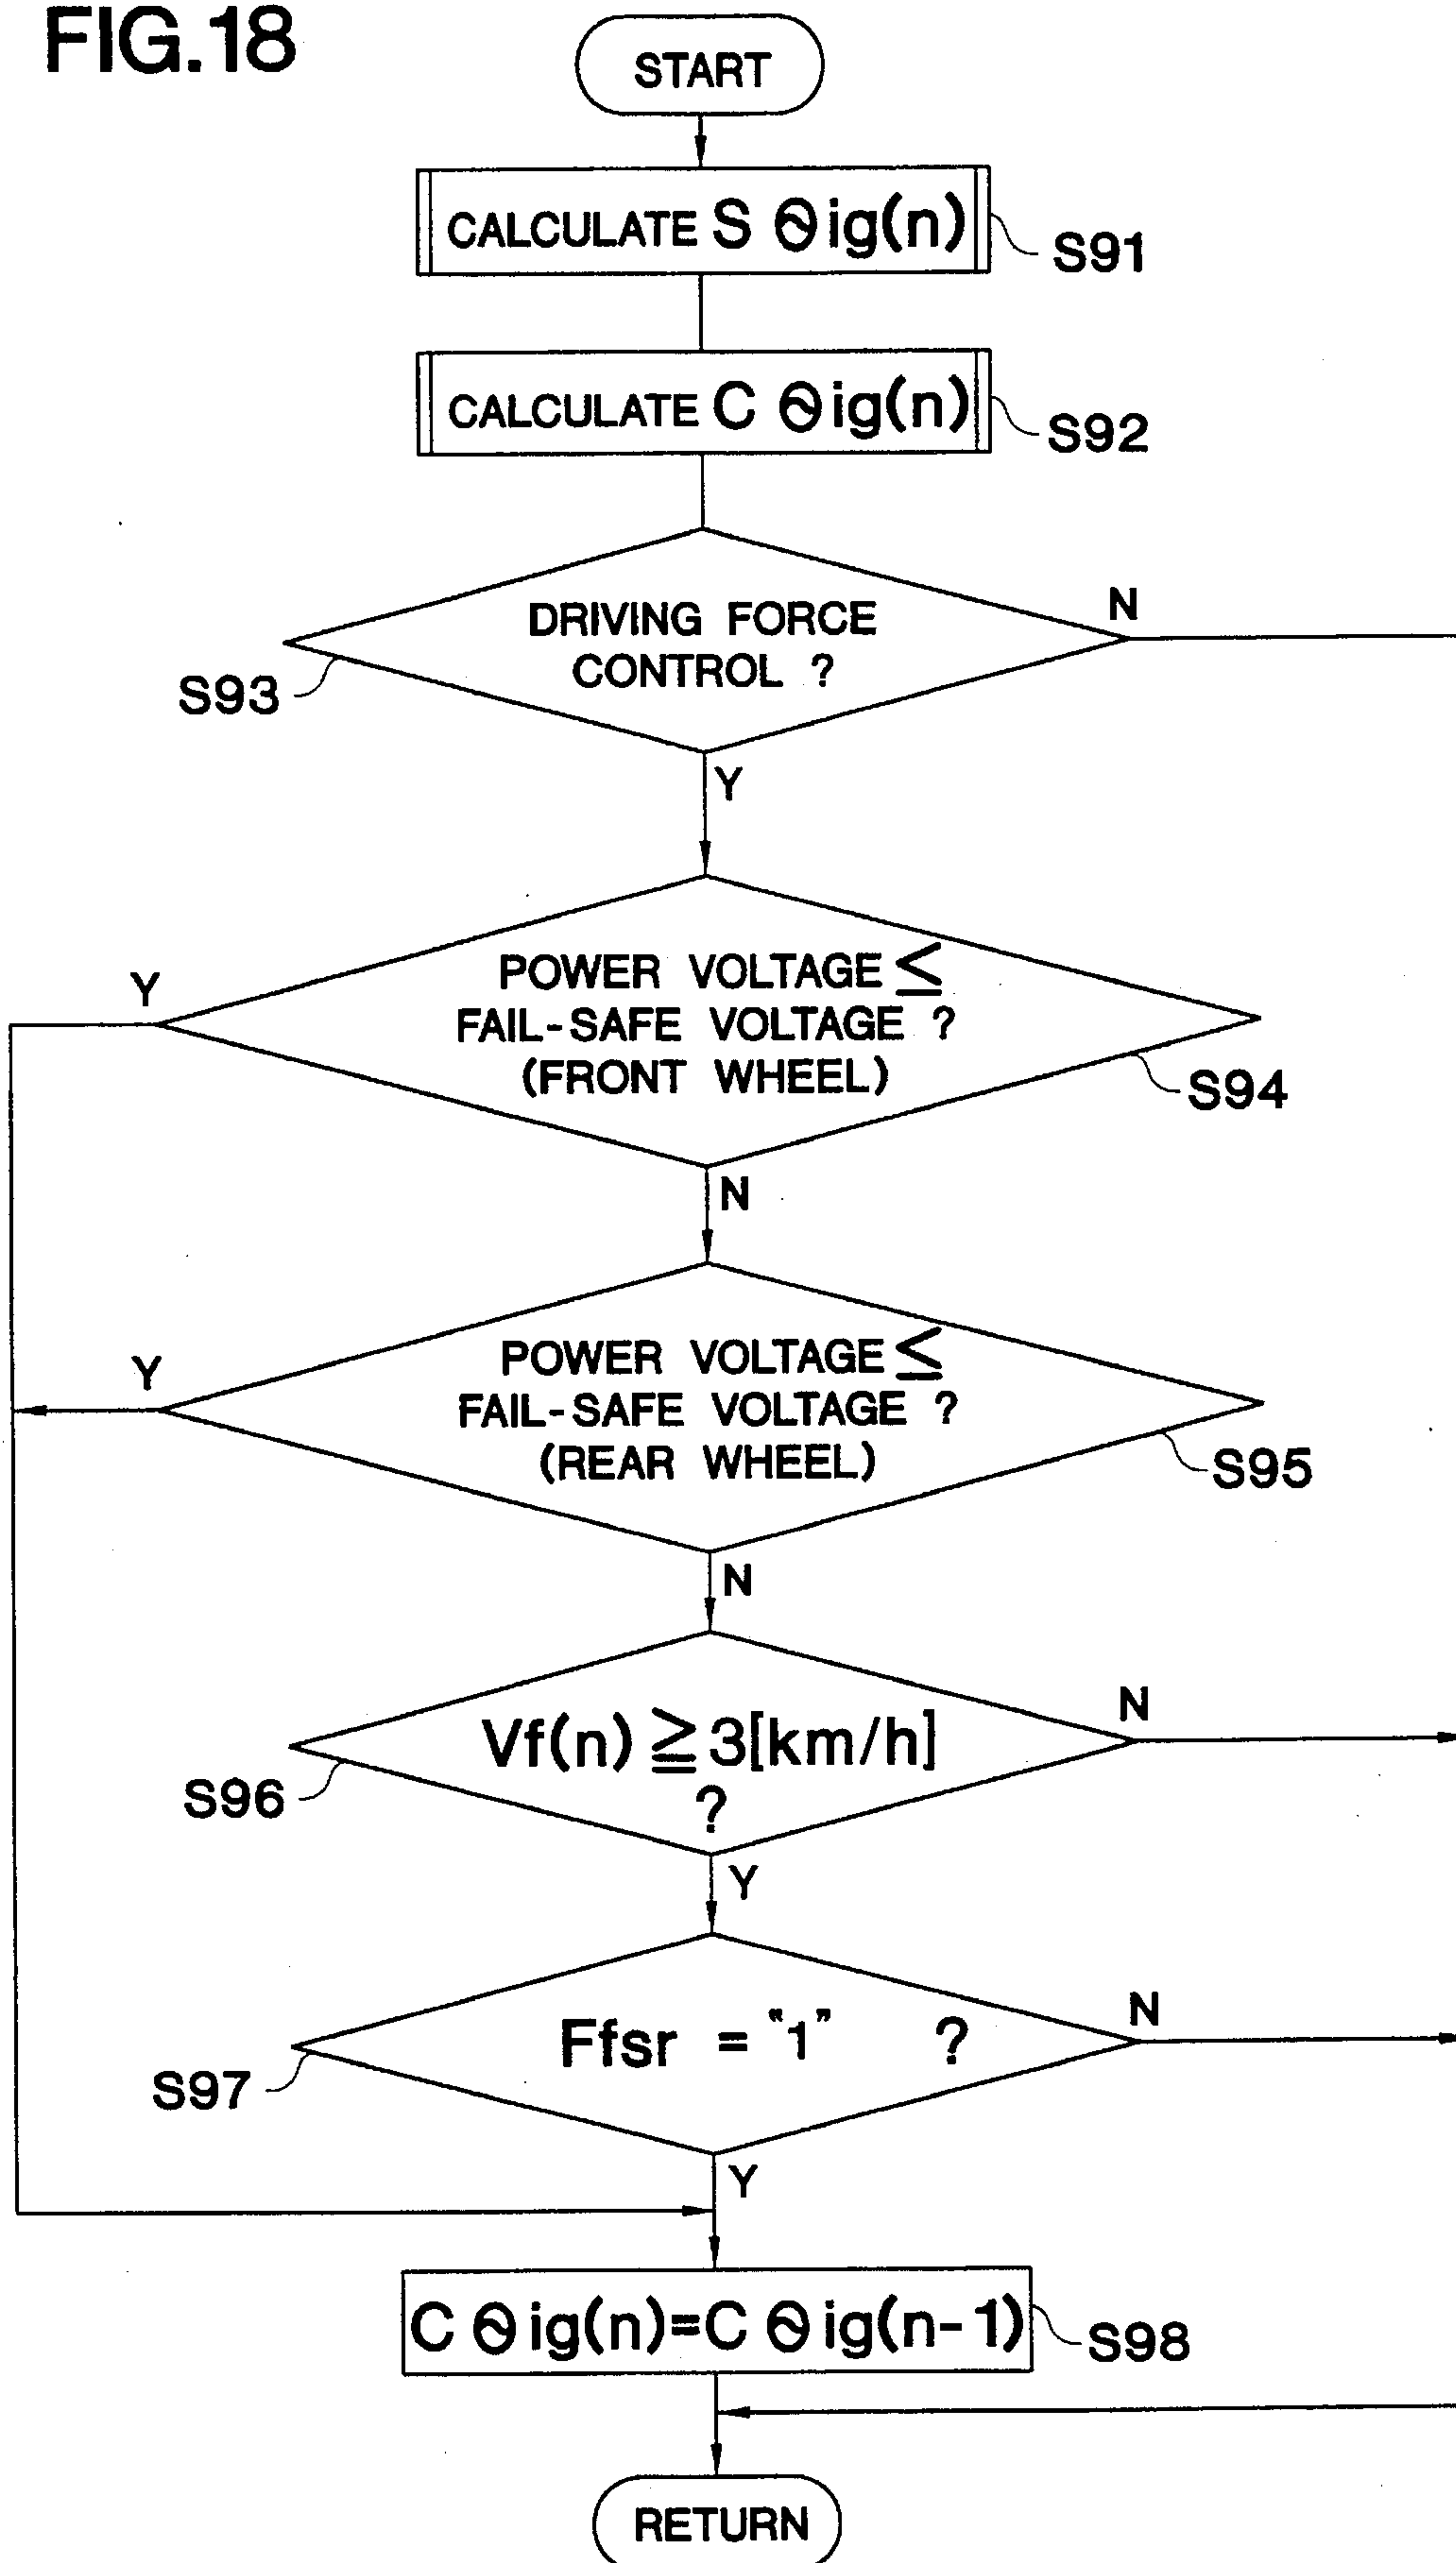 FIG.18
START
CALCULATE S Θig(n)
S91
CALCULATE C Θig(n)
S92
DRIVING FORCE
CONTROL ?
N
S93
Y
POWER VOLTAGE ≦
FAIL-SAFE VOLTAGE ?
(FRONT WHEEL)
Y
S94
N
POWER VOLTAGE ≦
FAIL-SAFE VOLTAGE ?
(REAR WHEEL)
Y
S95
N
Vf(n) ≧ 3[km/h]
?
N
S96
Y
Ffsr = "1" ?
N
S97
Y
C Θig(n)=C Θig(n-1)
S98
RETURN